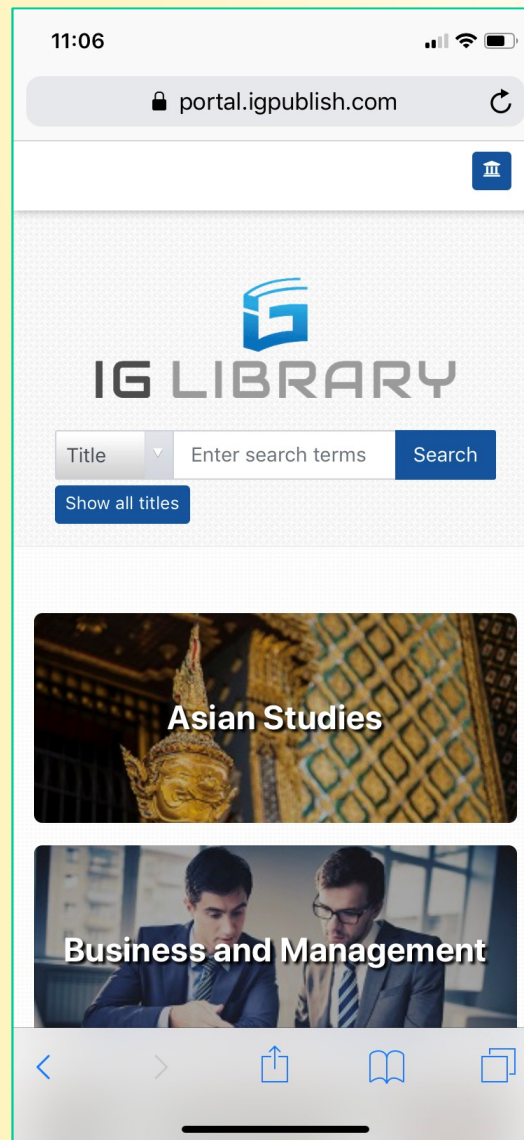 11:06
portal.igpublish.com
IG LIBRARY
Title Enter search terms Search
Show all titles
Asian Studies
Business and Management